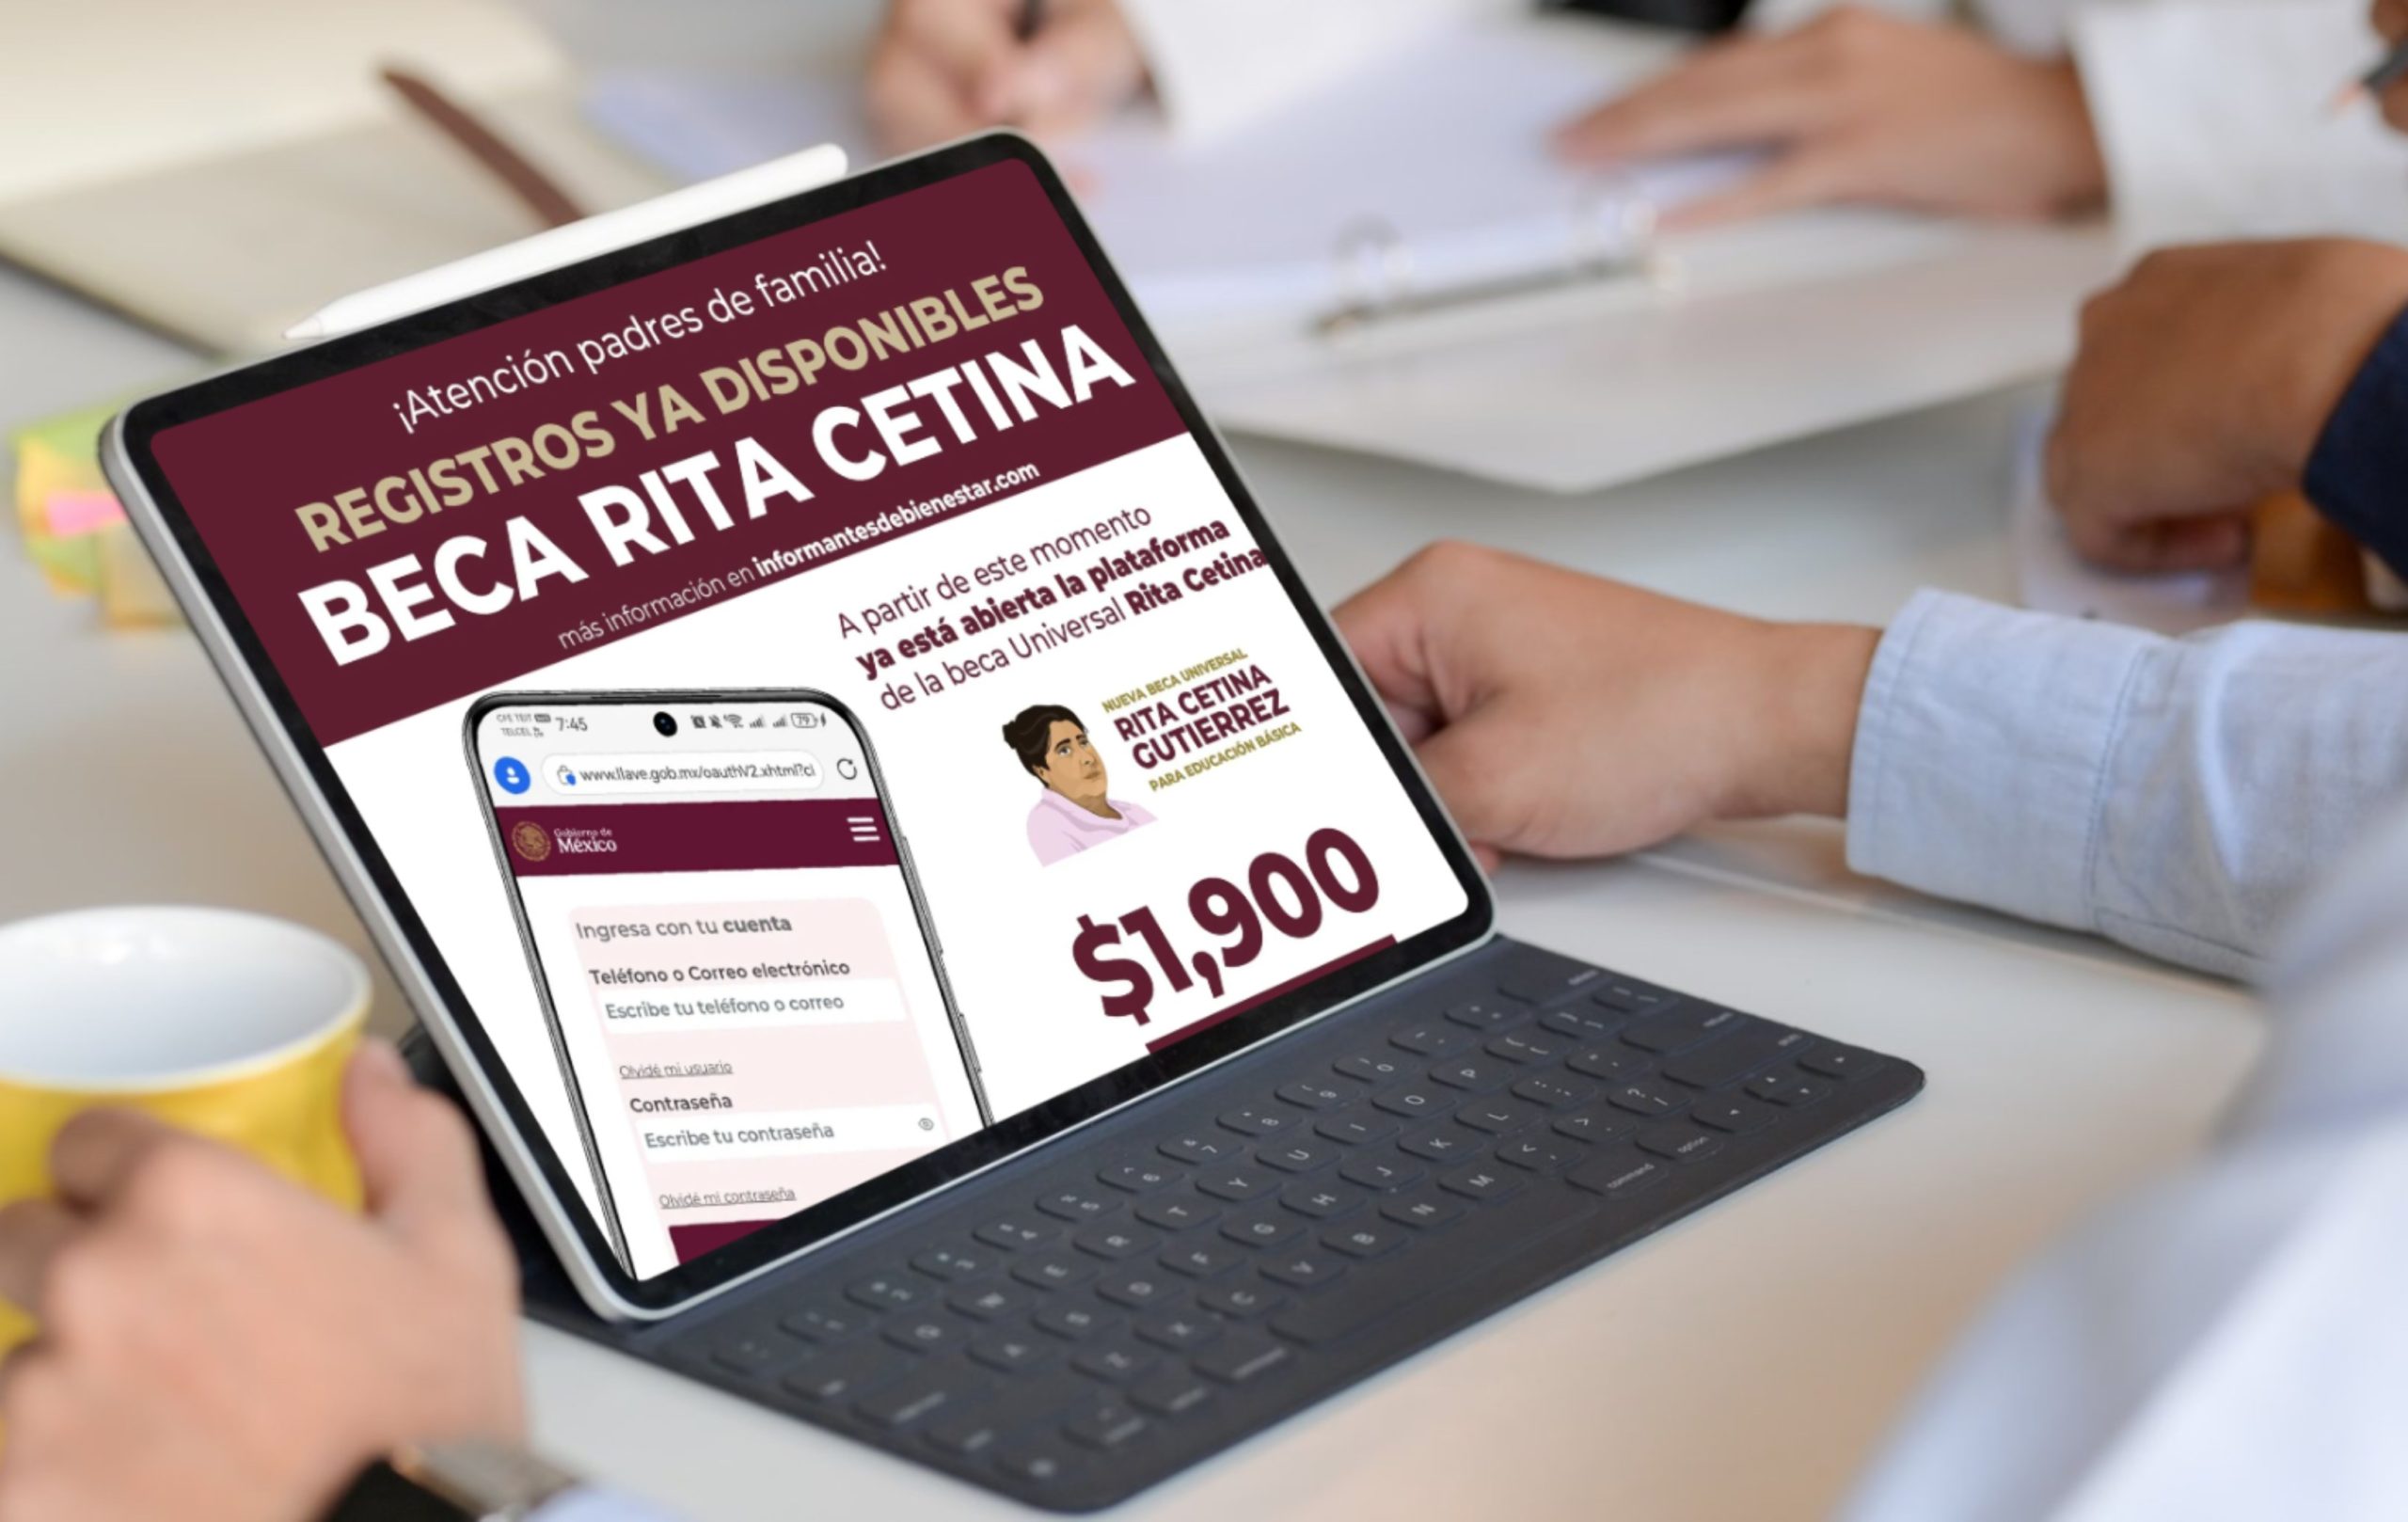 ¡Atención padres de familia!
REGISTROS YA DISPONIBLES
BECA RITA CETINA
más información en informantesdebienestar.com
A partir de este momento
ya está abierta la plataforma
de la beca Universal Rita Cetina
NUEVA BECA UNIVERSAL
RITA CETINA
GUTIERREZ
PARA EDUCACIÓN BÁSICA
$1,900
7:45
79
www.llave.gob.mx/oauthV2.xhtml?ci
Gobierno de
México
Ingresa con tu cuenta
Teléfono o Correo electrónico
Escribe tu teléfono o correo
Olvidé mi usuario
Contraseña
Escribe tu contraseña
Olvidé mi contraseña
command
option